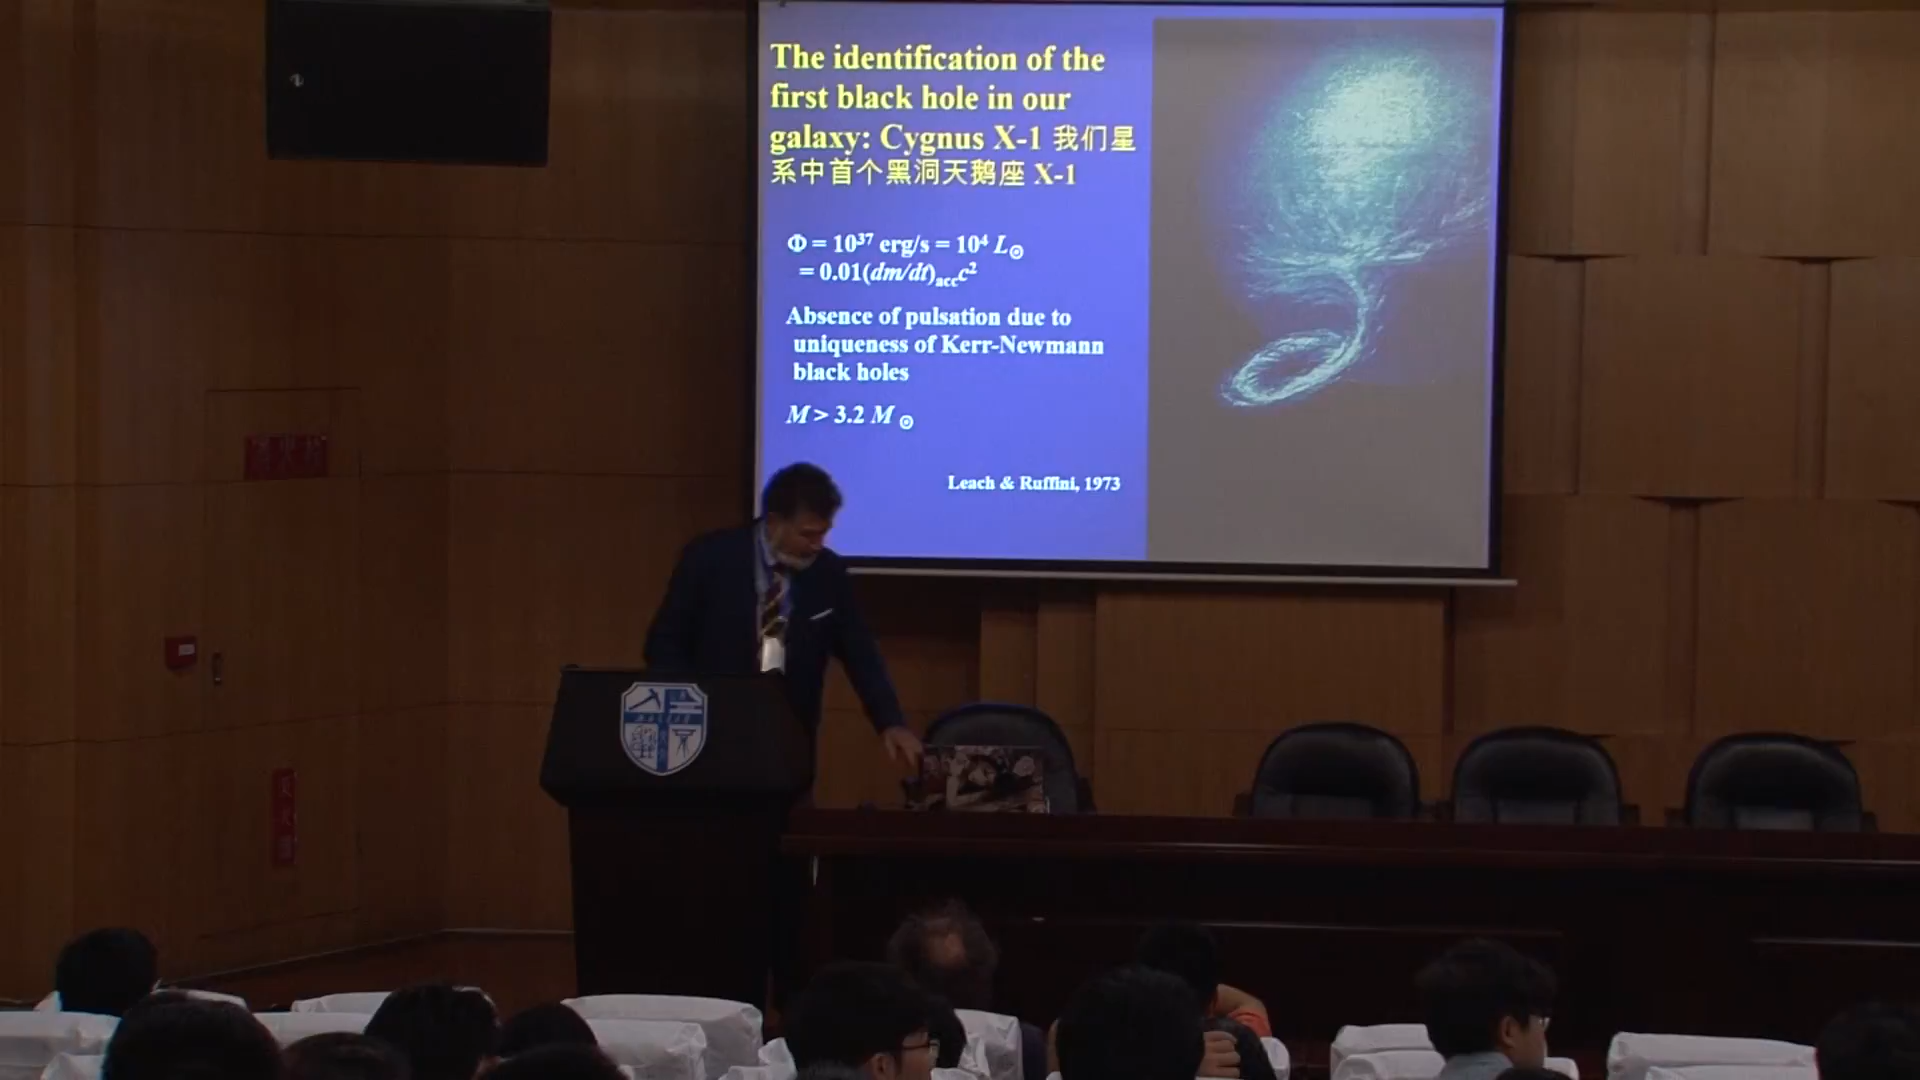 The identification of the
first black hole in our
galaxy: Cygnus X-1 我们星
系中首个黑洞天鹅座 X-1
Φ = 10³⁷ erg/s = 10⁴ L⊙
= 0.01(dm/dt)accc²
Absence of pulsation due to
uniqueness of Kerr-Newmann
black holes
M > 3.2 M⊙
Leach & Ruffini, 1973